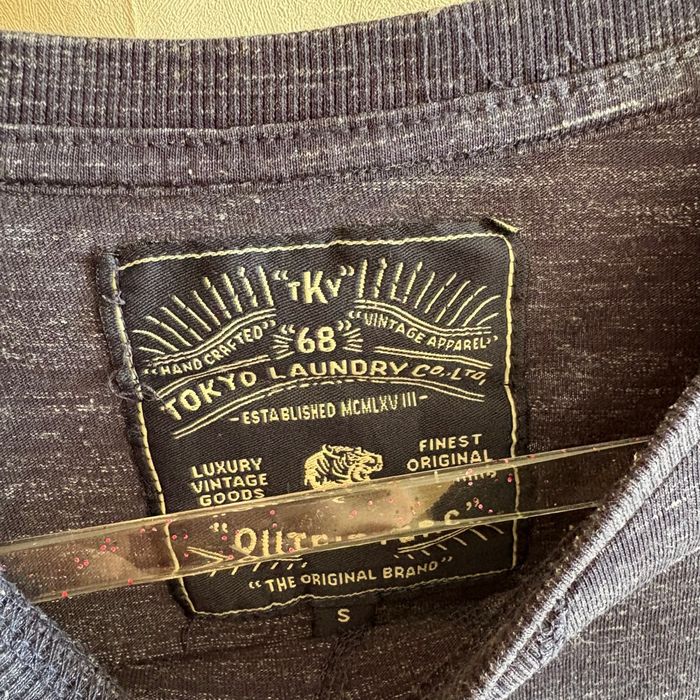 "TKY"
"HAND CRAFTED" "68" "VINTAGE APPAREL"
TOKYO LAUNDRY Co. LTD,
-ESTABLISHED MCMLXVIII-
LUXURY
VINTAGE
GOODS
FINEST
ORIGINAL
"THE ORIGINAL BRAND"
S